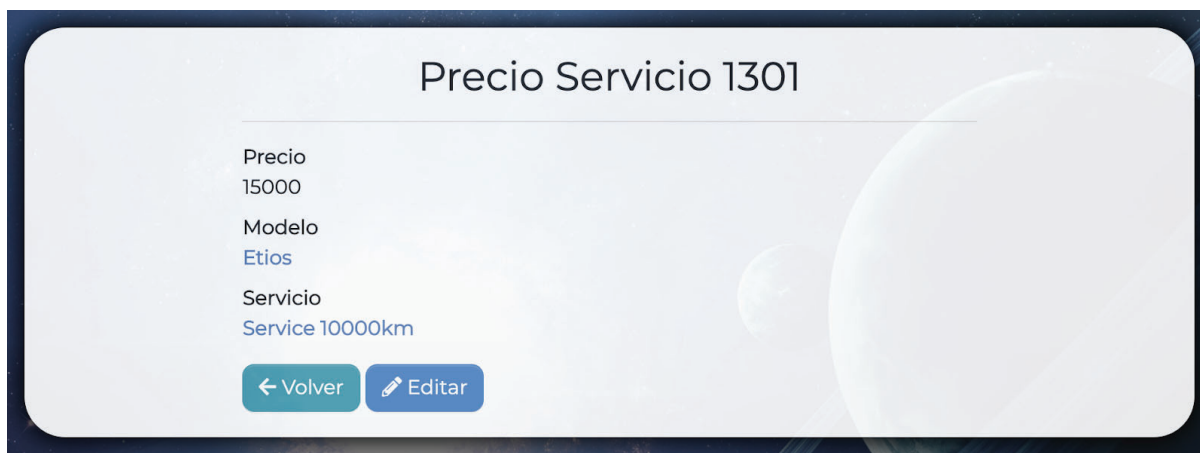 Precio Servicio 1301
Precio
15000
Modelo
Etios
Servicio
Service 10000km
Volver Editar